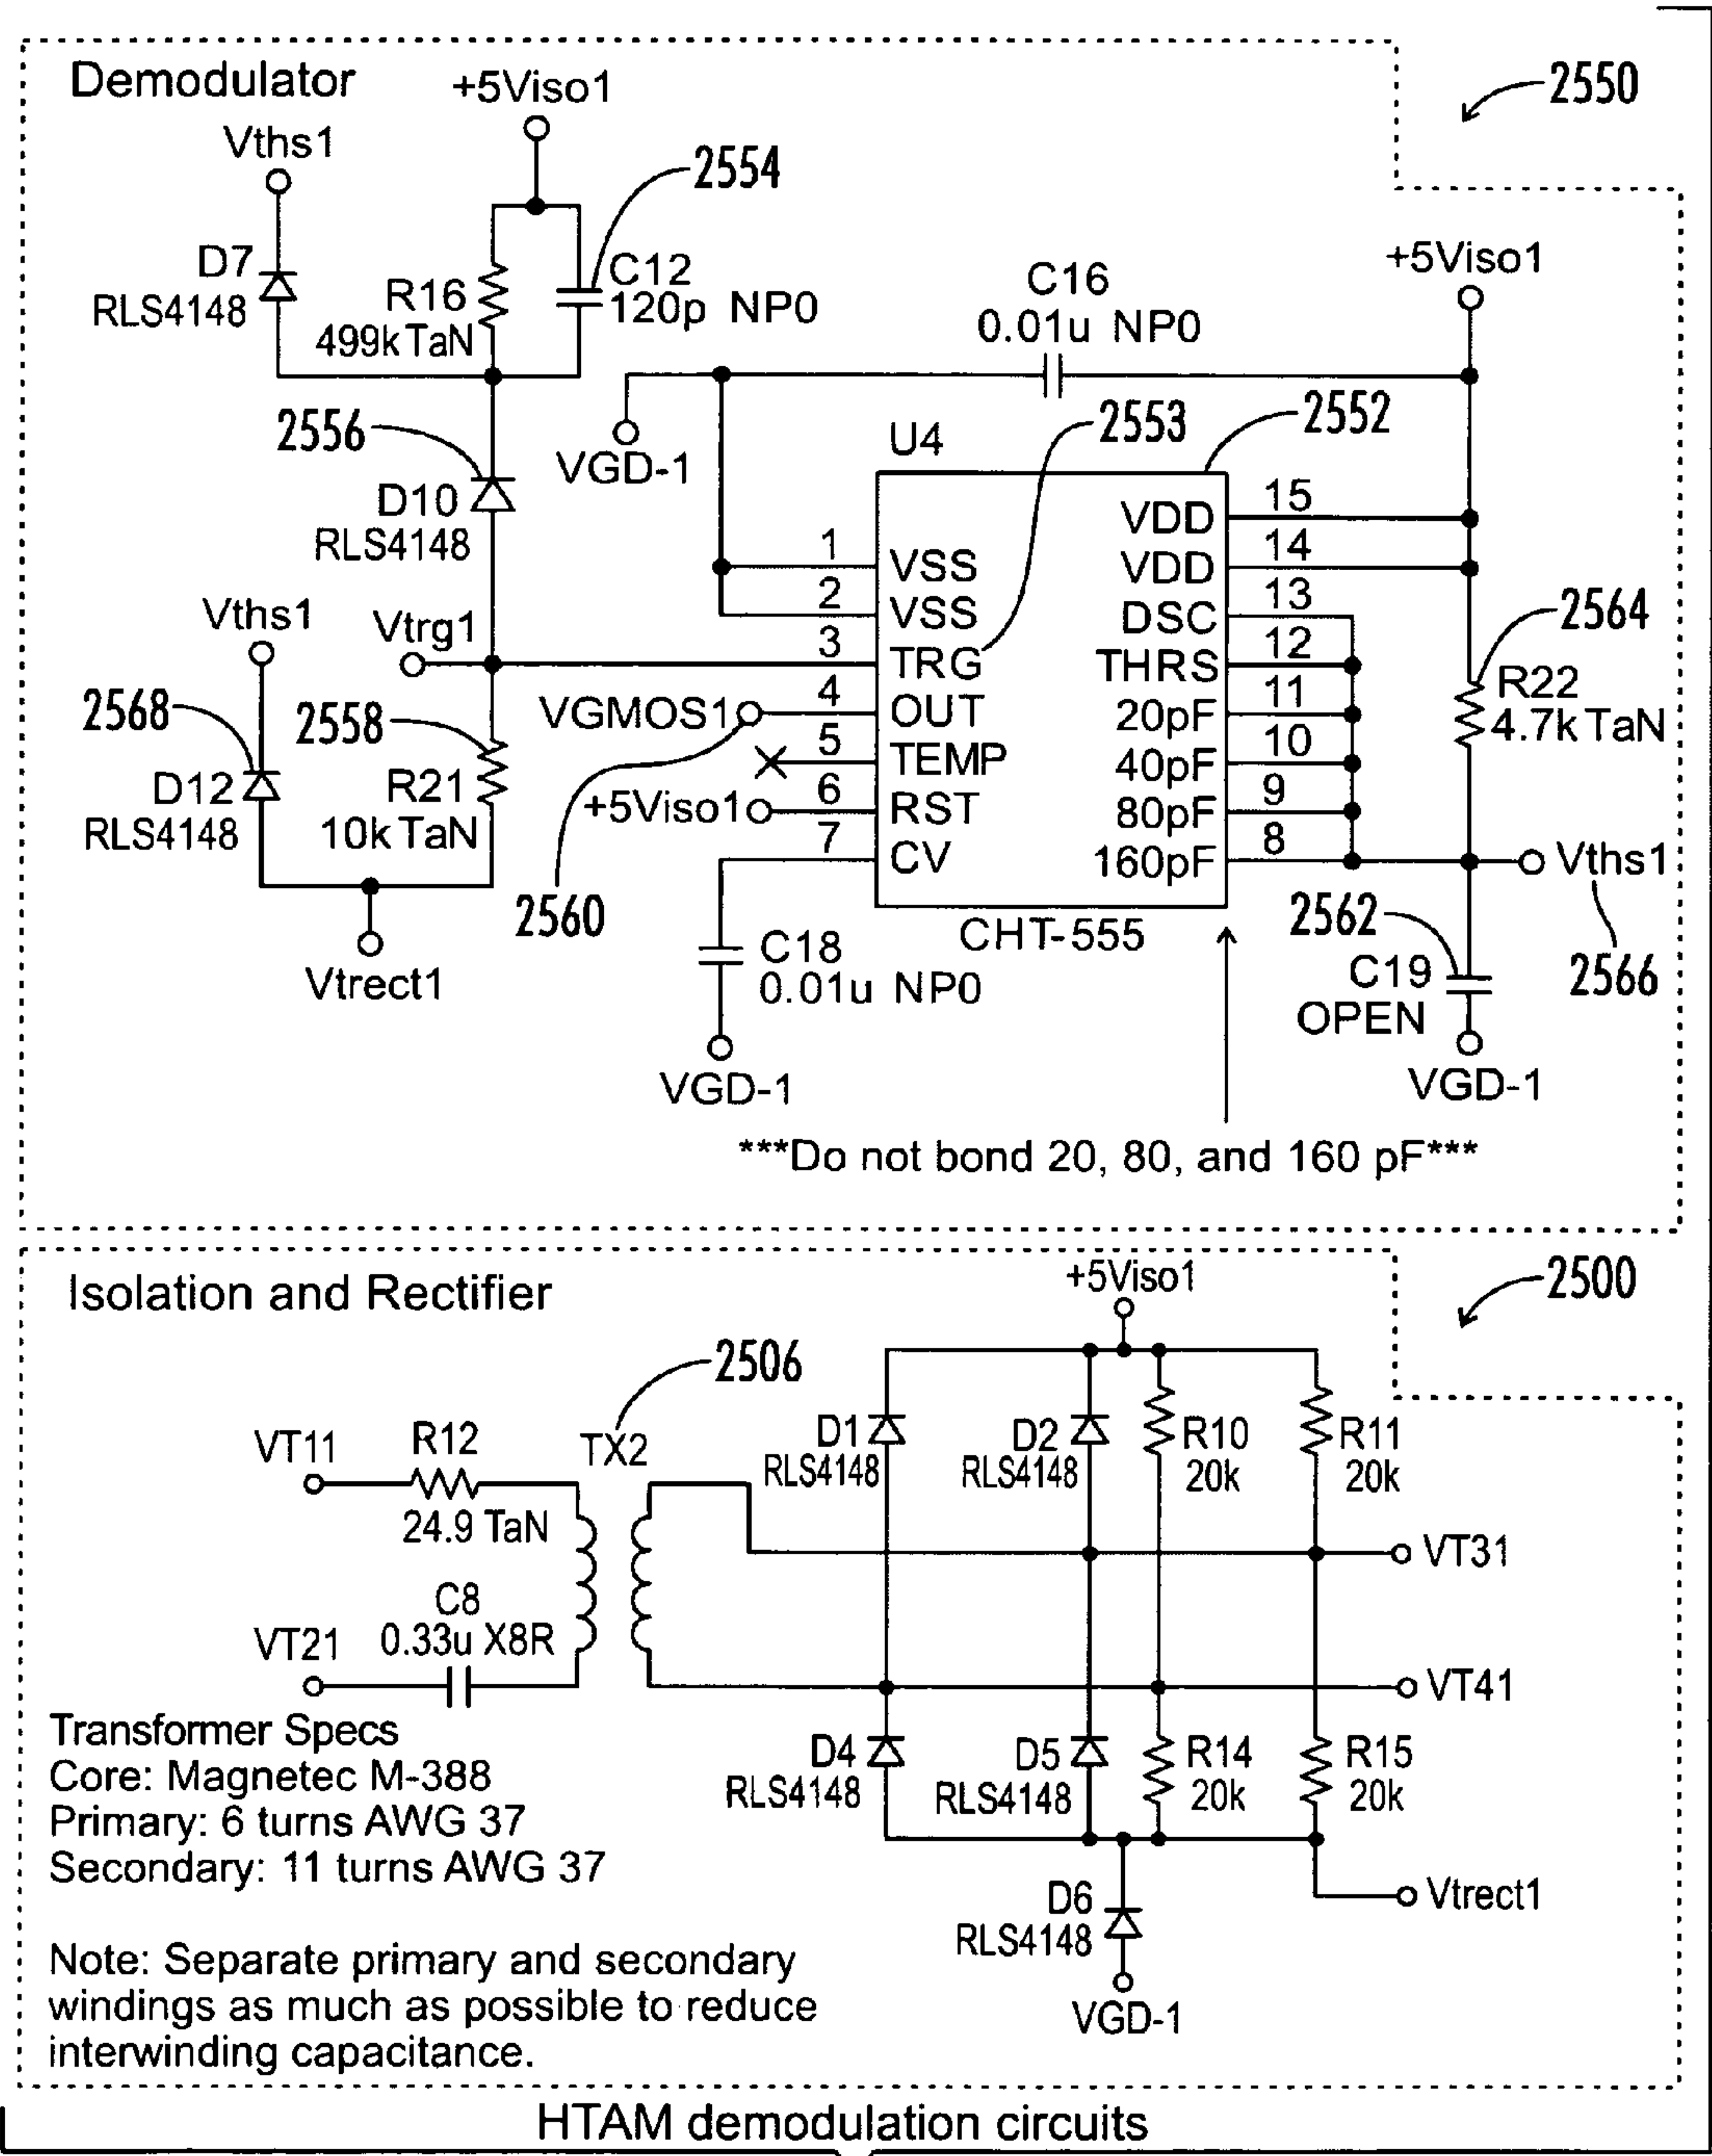 Demodulator
+5Viso1
2550
Vths1
2554
D7
RLS4148
R16
499k TaN
C12
120p NP0
C16
0.01u NP0
+5Viso1
2556
VGD-1
U4
2553
2552
D10
RLS4148
1 VSS
2 VSS
3 TRG
4 OUT
5 TEMP
6 RST
7 CV
VDD 15
VDD 14
DSC 13
THRS 12
20pF 11
40pF 10
80pF 9
160pF 8
CHT-555
Vths1
Vtrg1
2564
R22
4.7k TaN
2568
2558
VGMOS1
D12
RLS4148
R21
10k TaN
+5Viso1
2560
Vths1
2562
2566
Vtrect1
C18
0.01u NP0
C19
OPEN
VGD-1
VGD-1
***Do not bond 20, 80, and 160 pF***
Isolation and Rectifier
+5Viso1
2500
2506
VT11
R12
24.9 TaN
TX2
D1
RLS4148
D2
RLS4148
R10
20k
R11
20k
VT31
C8
0.33u X8R
VT21
VT41
Transformer Specs
Core: Magnetec M-388
Primary: 6 turns AWG 37
Secondary: 11 turns AWG 37
D4
RLS4148
D5
RLS4148
R14
20k
R15
20k
Vtrect1
D6
RLS4148
VGD-1
Note: Separate primary and secondary
windings as much as possible to reduce
interwinding capacitance.
HTAM demodulation circuits